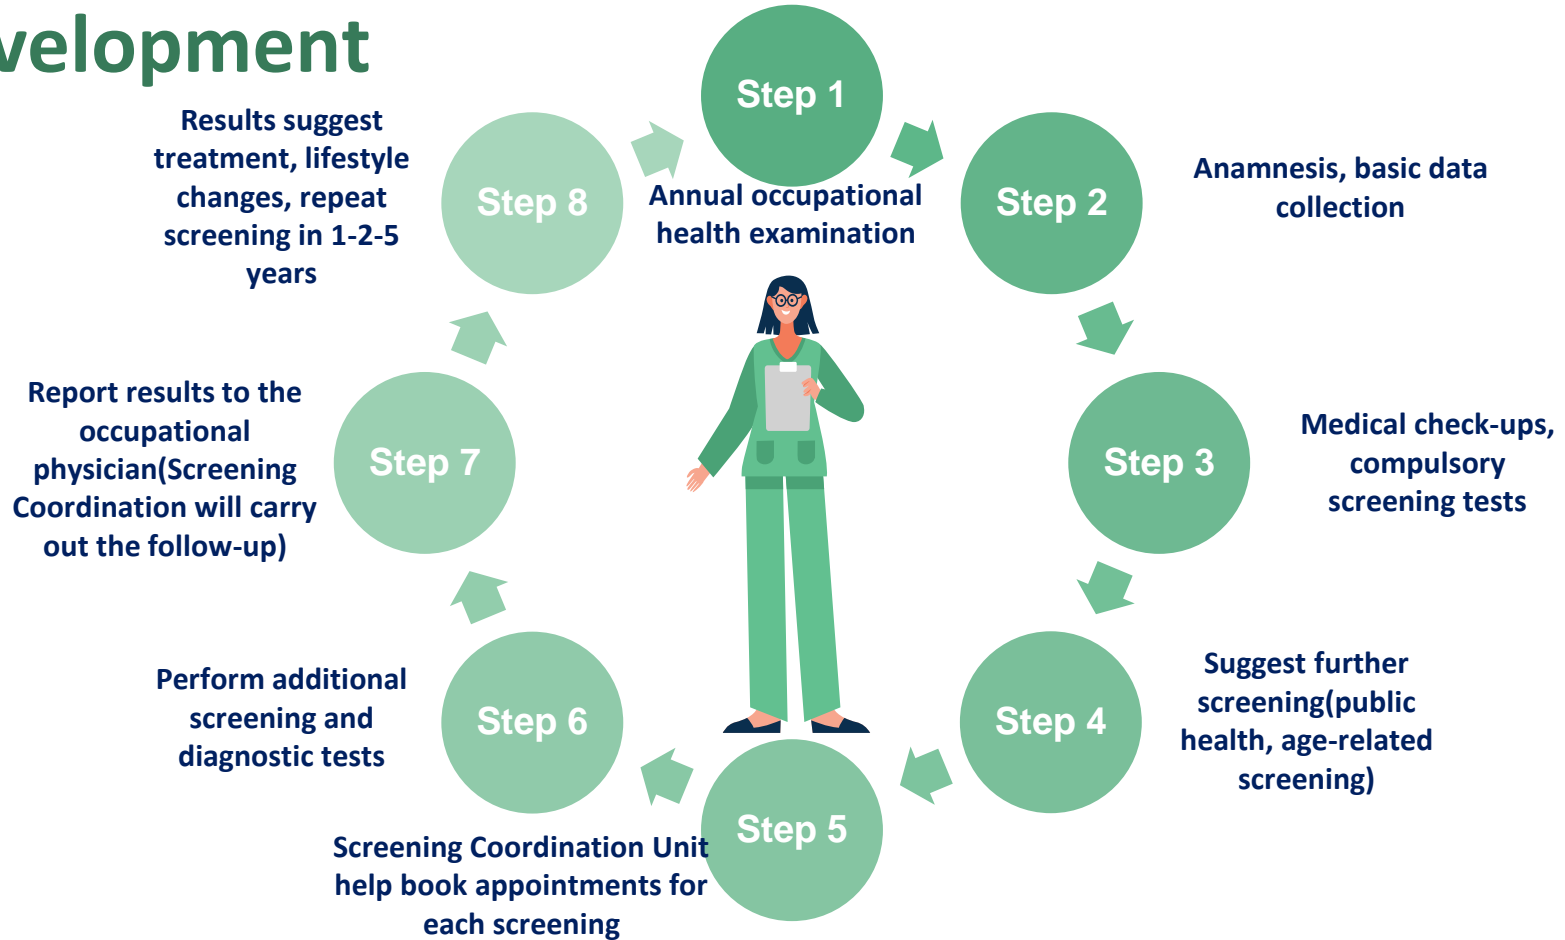 velopment
Step 1
Annual occupational
health examination
Step 2
Anamnesis, basic data
collection
Step 3
Medical check-ups,
compulsory
screening tests
Step 4
Suggest further
screening(public
health, age-related
screening)
Step 5
Screening Coordination Unit
help book appointments for
each screening
Step 6
Perform additional
screening and
diagnostic tests
Step 7
Report results to the
occupational
physician(Screening
Coordination will carry
out the follow-up)
Step 8
Results suggest
treatment, lifestyle
changes, repeat
screening in 1-2-5
years